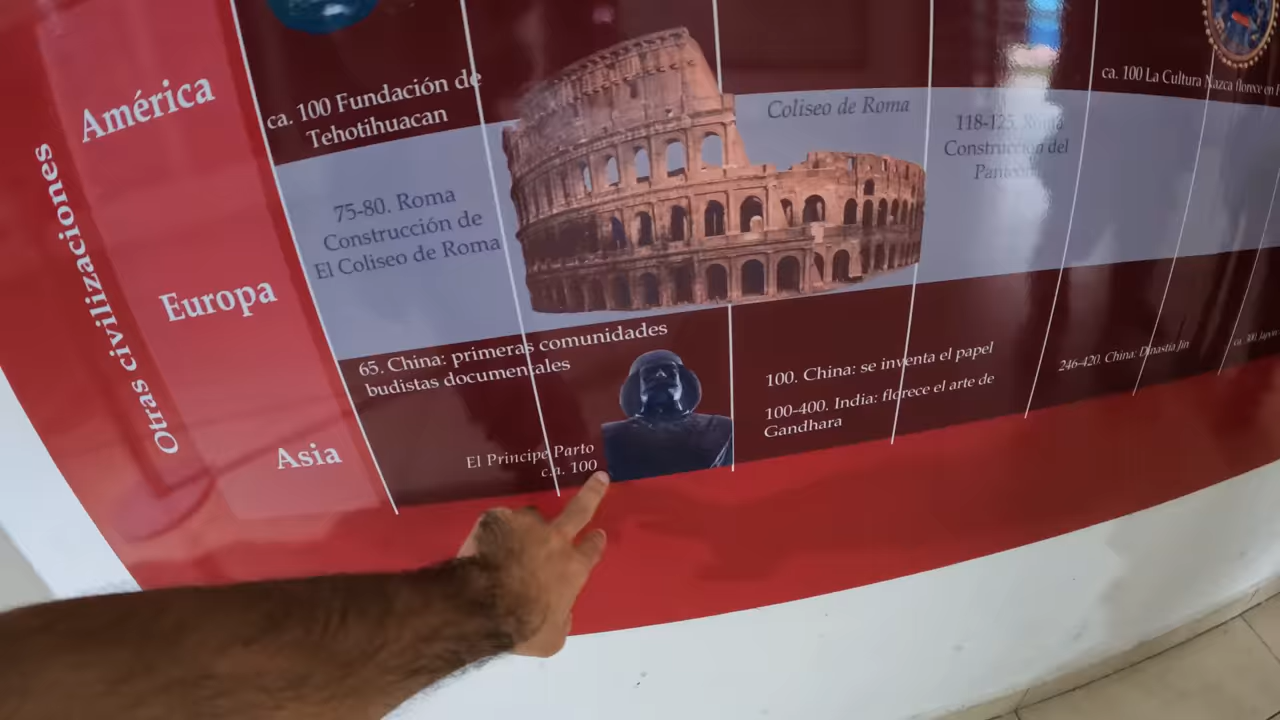 Otras civilizaciones
América
ca. 100 Fundación de
Tehotihuacan
ca. 100 La Cultura Nazca florece en
Europa
75-80. Roma
Construcción de
El Coliseo de Roma
Coliseo de Roma
118-125. Roma
Construcción del
Panteón
Asia
65. China: primeras comunidades
budistas documentales
El Principe Parto
c.a. 100
100. China: se inventa el papel
100-400. India: florece el arte de
Gandhara
246-420. China: Dinastía Jin
ca. 300. Japón